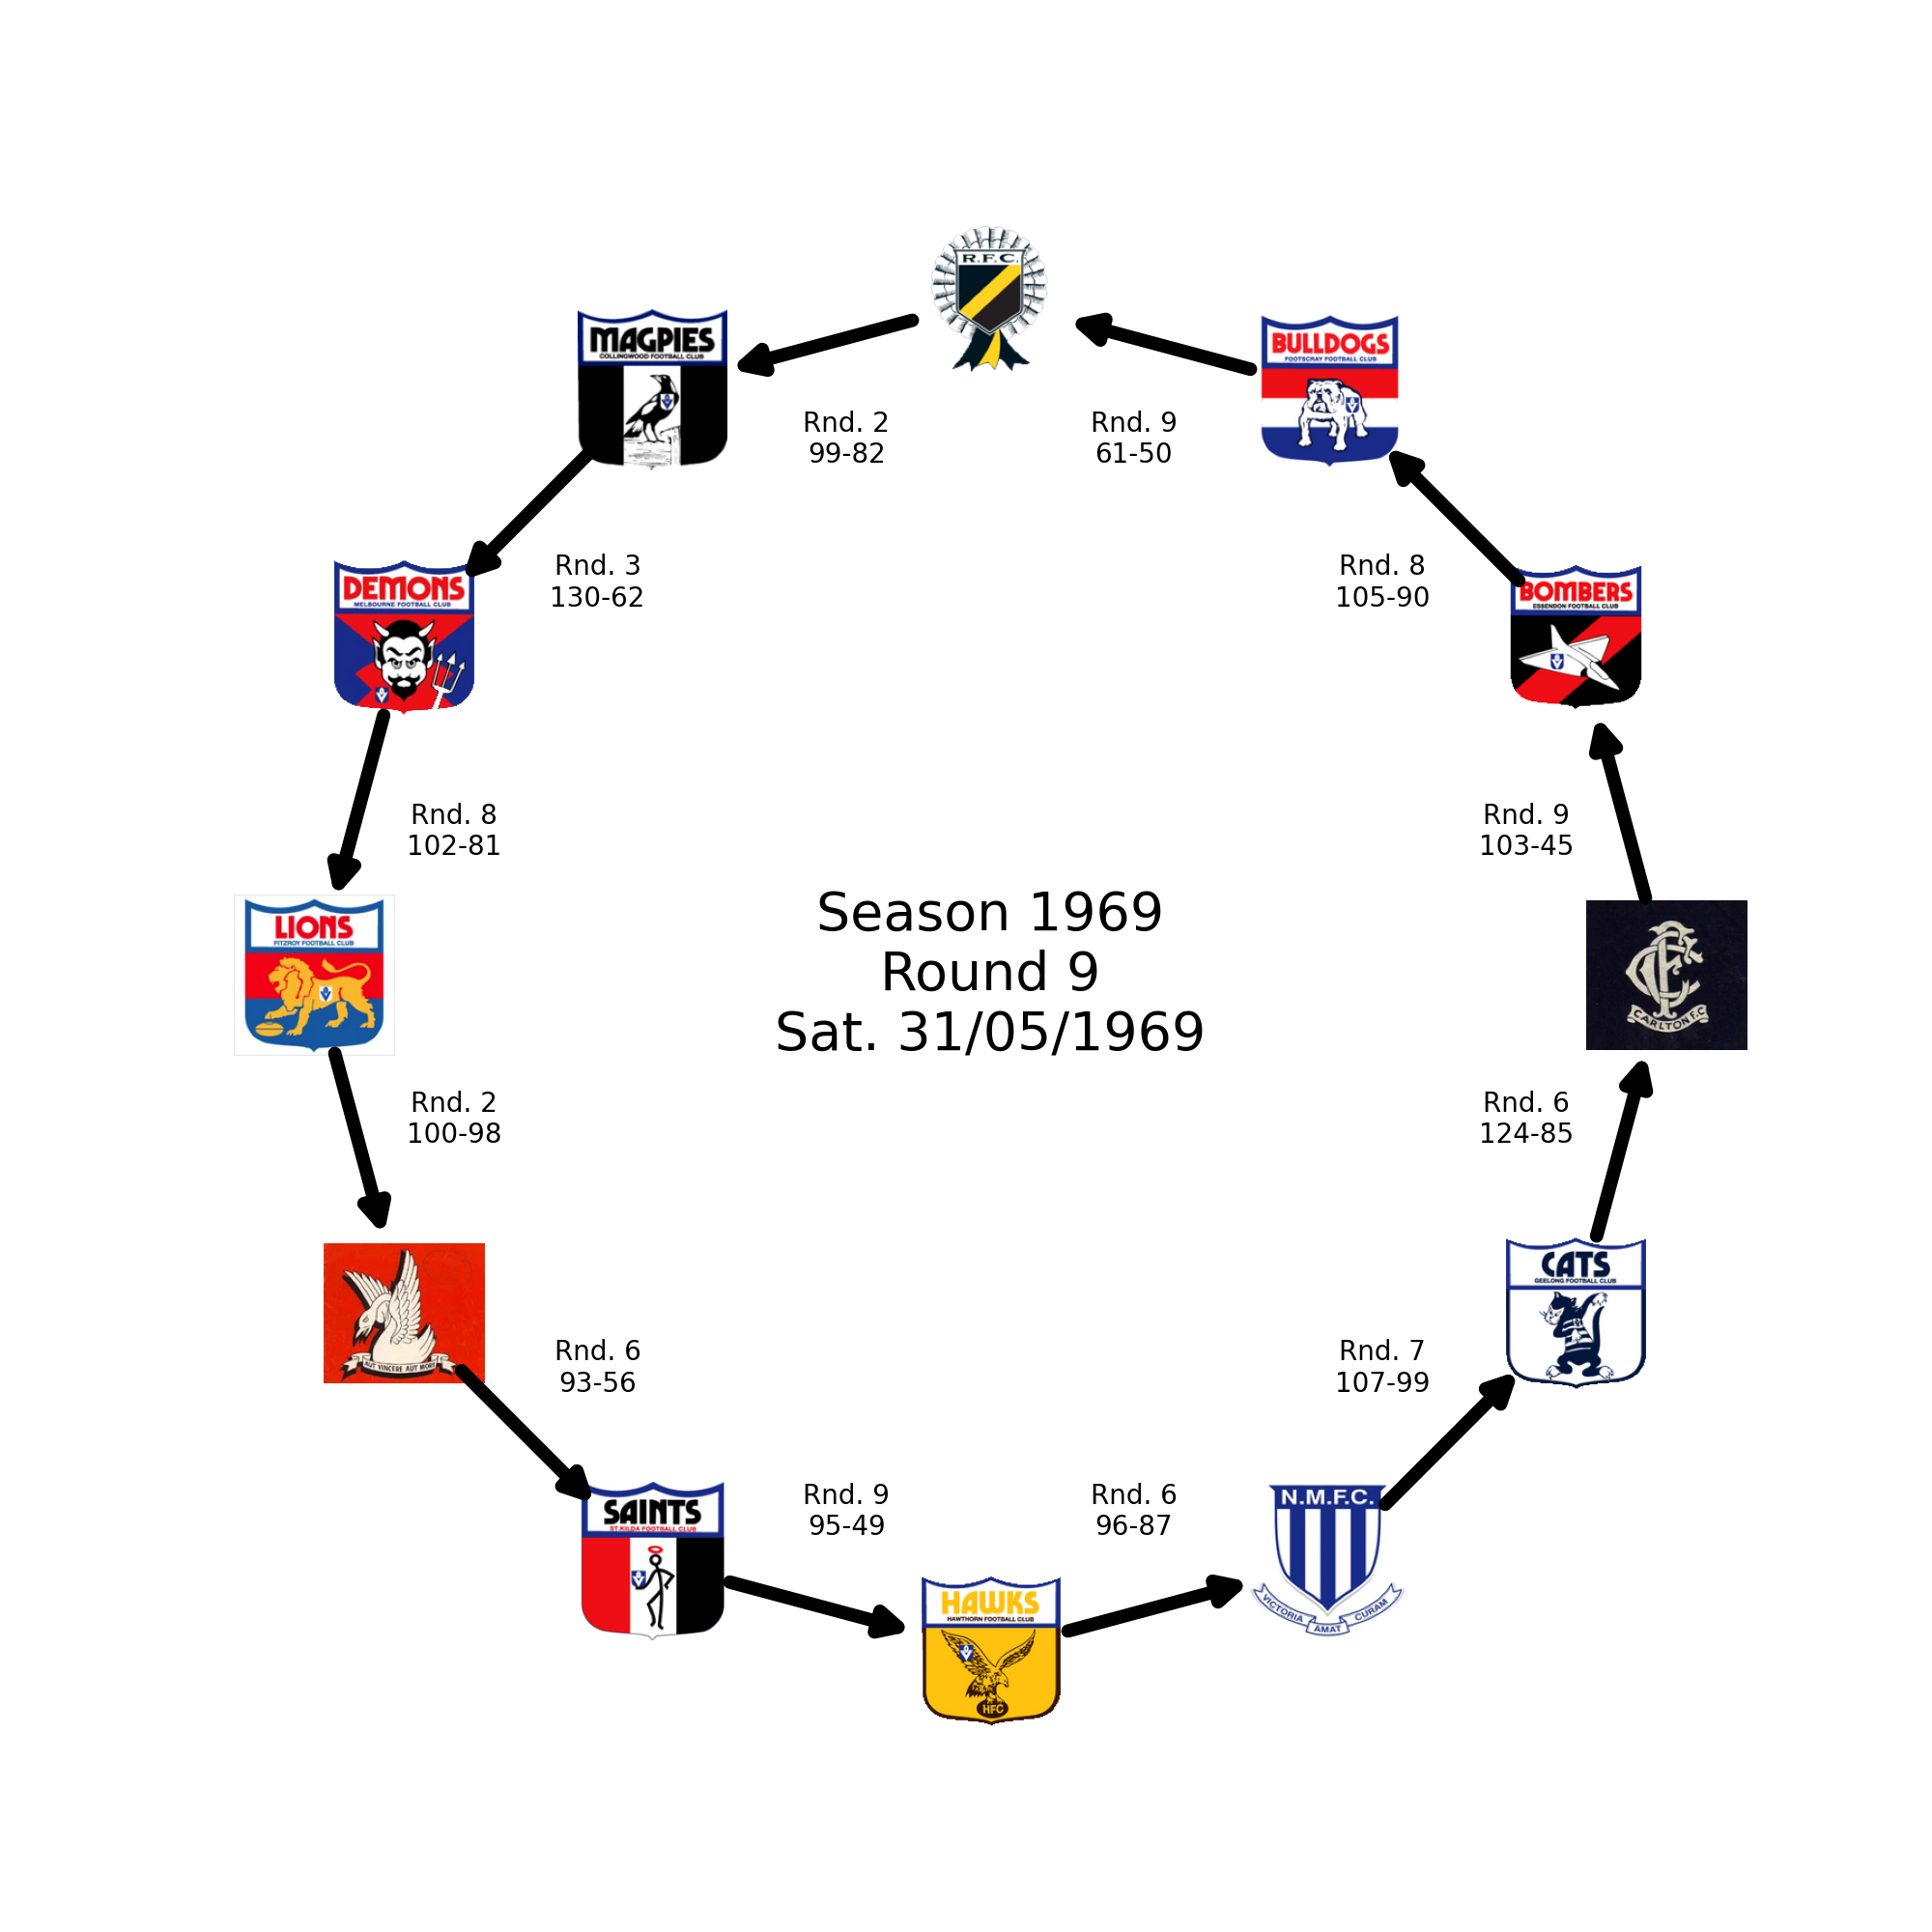 R.F.C.
MAGPIES
COLLINGWOOD FOOTBALL CLUB
BULLDOGS
FOOTSCRAY FOOTBALL CLUB
Rnd. 2
99-82
Rnd. 9
61-50
DEMONS
MELBOURNE FOOTBALL CLUB
Rnd. 3
130-62
Rnd. 8
105-90
BOMBERS
ESSENDON FOOTBALL CLUB
Rnd. 8
102-81
Rnd. 9
103-45
LIONS
FITZROY FOOTBALL CLUB
Season 1969
Round 9
Sat. 31/05/1969
CFC
CARLTON F.C
Rnd. 2
100-98
Rnd. 6
124-85
AUT VINCERE AUT MORI
CATS
GEELONG FOOTBALL CLUB
Rnd. 6
93-56
Rnd. 7
107-99
SAINTS
ST.KILDA FOOTBALL CLUB
Rnd. 9
95-49
Rnd. 6
96-87
N.M.F.C.
VICTORIA AMAT CURAM
HAWKS
HAWTHORN FOOTBALL CLUB
HFC